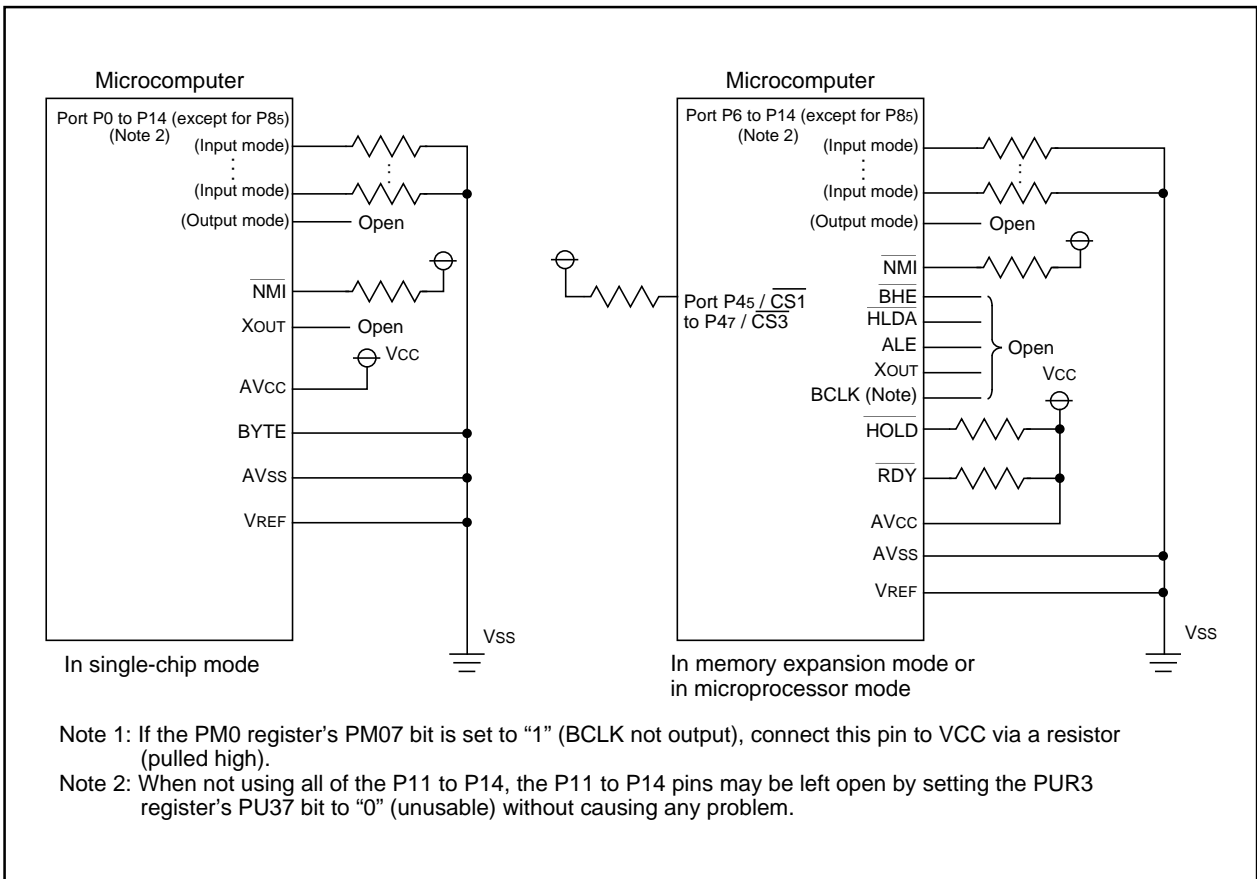 Microcomputer
Port P0 to P14 (except for P85)
(Note 2)
(Input mode)
(Input mode)
(Output mode)
Open
NMI
XOUT
Open
VCC
AVCC
BYTE
AVSS
VREF
VSS
In single-chip mode
Microcomputer
Port P6 to P14 (except for P85)
(Note 2)
(Input mode)
(Input mode)
(Output mode)
Open
NMI
Port P45 / CS1
to P47 / CS3
BHE
HLDA
ALE
Open
XOUT
VCC
BCLK (Note)
HOLD
RDY
AVCC
AVSS
VREF
VSS
In memory expansion mode or
in microprocessor mode
Note 1: If the PM0 register's PM07 bit is set to “1” (BCLK not output), connect this pin to VCC via a resistor
(pulled high).
Note 2: When not using all of the P11 to P14, the P11 to P14 pins may be left open by setting the PUR3
register's PU37 bit to “0” (unusable) without causing any problem.